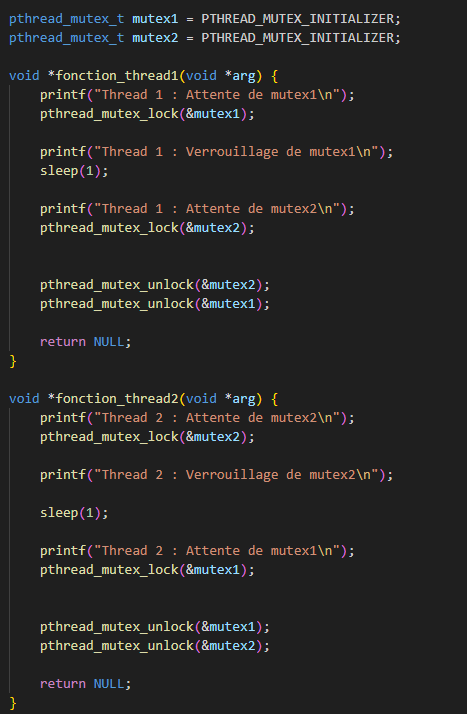 pthread_mutex_t mutex1 = PTHREAD_MUTEX_INITIALIZER;
pthread_mutex_t mutex2 = PTHREAD_MUTEX_INITIALIZER;

void *fonction_thread1(void *arg) {
    printf("Thread 1 : Attente de mutex1\n");
    pthread_mutex_lock(&mutex1);

    printf("Thread 1 : Verrouillage de mutex1\n");
    sleep(1);

    printf("Thread 1 : Attente de mutex2\n");
    pthread_mutex_lock(&mutex2);


    pthread_mutex_unlock(&mutex2);
    pthread_mutex_unlock(&mutex1);

    return NULL;
}

void *fonction_thread2(void *arg) {
    printf("Thread 2 : Attente de mutex2\n");
    pthread_mutex_lock(&mutex2);

    printf("Thread 2 : Verrouillage de mutex2\n");

    sleep(1);

    printf("Thread 2 : Attente de mutex1\n");
    pthread_mutex_lock(&mutex1);


    pthread_mutex_unlock(&mutex1);
    pthread_mutex_unlock(&mutex2);

    return NULL;
}